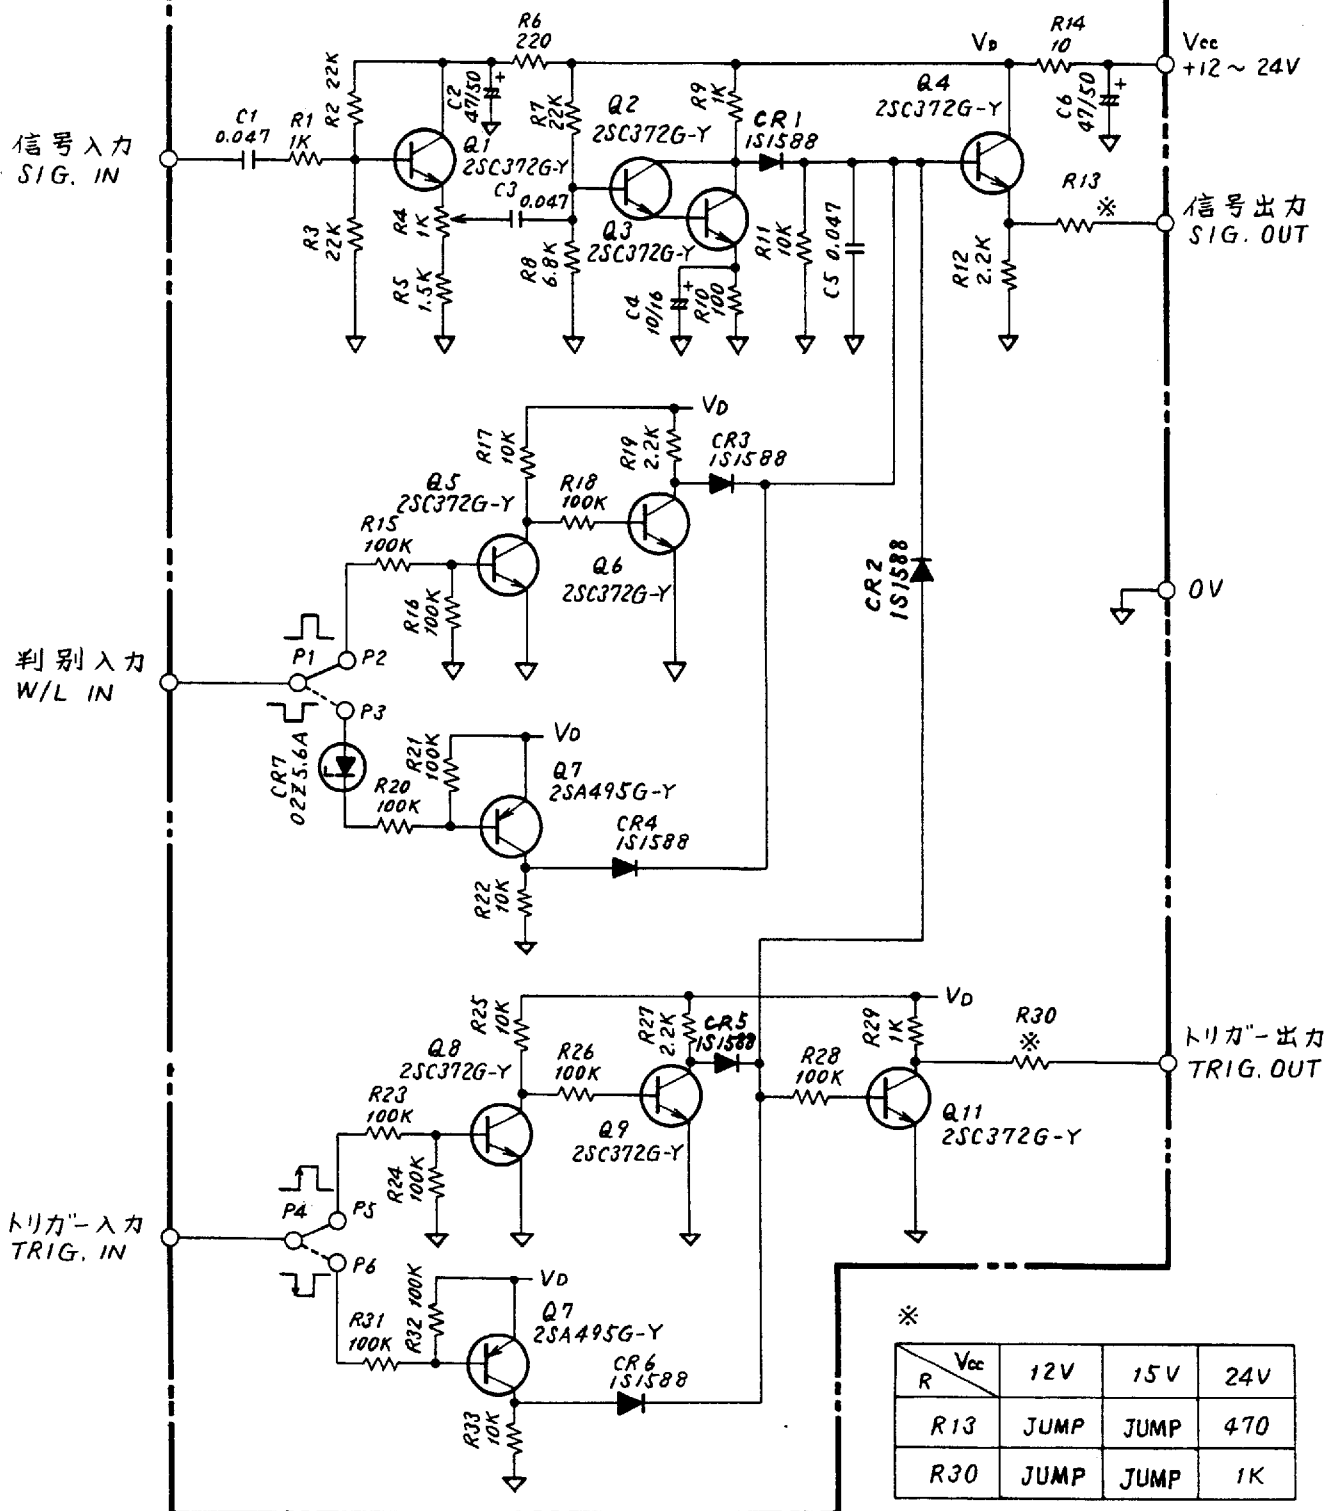 R6
220
VD
R14
10
Vcc
+12~24V
R2 22K
C2
47/50
R7
22K
Q2
2SC372G-Y
R9
1K
CR1
1S1588
Q4
2SC372G-Y
C6
47/50
信号入力
SIG. IN
C1
0.047
R1
1K
Q1
2SC372G-Y
C3
0.047
R13
※
信号出力
SIG. OUT
R3
22K
R4
1K
R5
1.5K
R8
6.8K
Q3
2SC372G-Y
C4
10/16
R10
100
R11
10K
C5 0.047
R12
2.2K
VD
R17
10K
R19
2.2K
CR3
1S1588
Q5
2SC372G-Y
R18
100K
R15
100K
R16
100K
Q6
2SC372G-Y
CR2
1S1588
0V
判別入力
W/L IN
P1
P2
P3
CR7
02Z5.6A
VD
R21
100K
R20
100K
Q7
2SA495G-Y
CR4
1S1588
R22
10K
VD
R25
10K
R27
2.2K
CR5
1S1588
R29
1K
R30
※
トリガー出力
TRIG. OUT
Q8
2SC372G-Y
R26
100K
R28
100K
R23
100K
R24
100K
Q9
2SC372G-Y
Q11
2SC372G-Y
トリガー入力
TRIG. IN
P4
P5
P6
VD
R31
100K
R32 100K
Q7
2SA495G-Y
CR6
1S1588
R33
10K
※
R Vcc 12V 15V 24V
R13 JUMP JUMP 470
R30 JUMP JUMP 1K